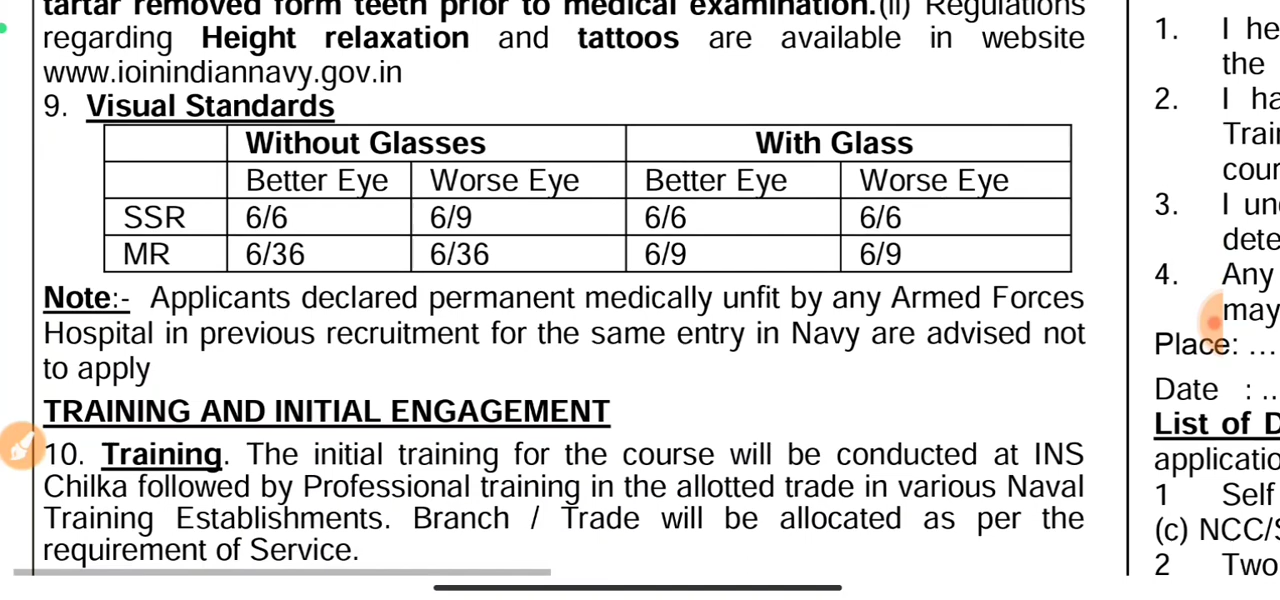 tartar removed form teeth prior to medical examination.(ii) Regulations
regarding Height relaxation and tattoos are available in website
www.ioinindiannavy.gov.in
9. Visual Standards
Without Glasses With Glass
Better Eye Worse Eye Better Eye Worse Eye
SSR 6/6 6/9 6/6 6/6
MR 6/36 6/36 6/9 6/9
Note:- Applicants declared permanent medically unfit by any Armed Forces
Hospital in previous recruitment for the same entry in Navy are advised not
to apply
TRAINING AND INITIAL ENGAGEMENT
10. Training. The initial training for the course will be conducted at INS
Chilka followed by Professional training in the allotted trade in various Naval
Training Establishments. Branch / Trade will be allocated as per the
requirement of Service.
1. I he
the
2. I ha
Trai
cour
3. I un
dete
4. Any
may
Place: ...
Date : ..
List of D
applicatio
1 Self
(c) NCC/S
2 Two